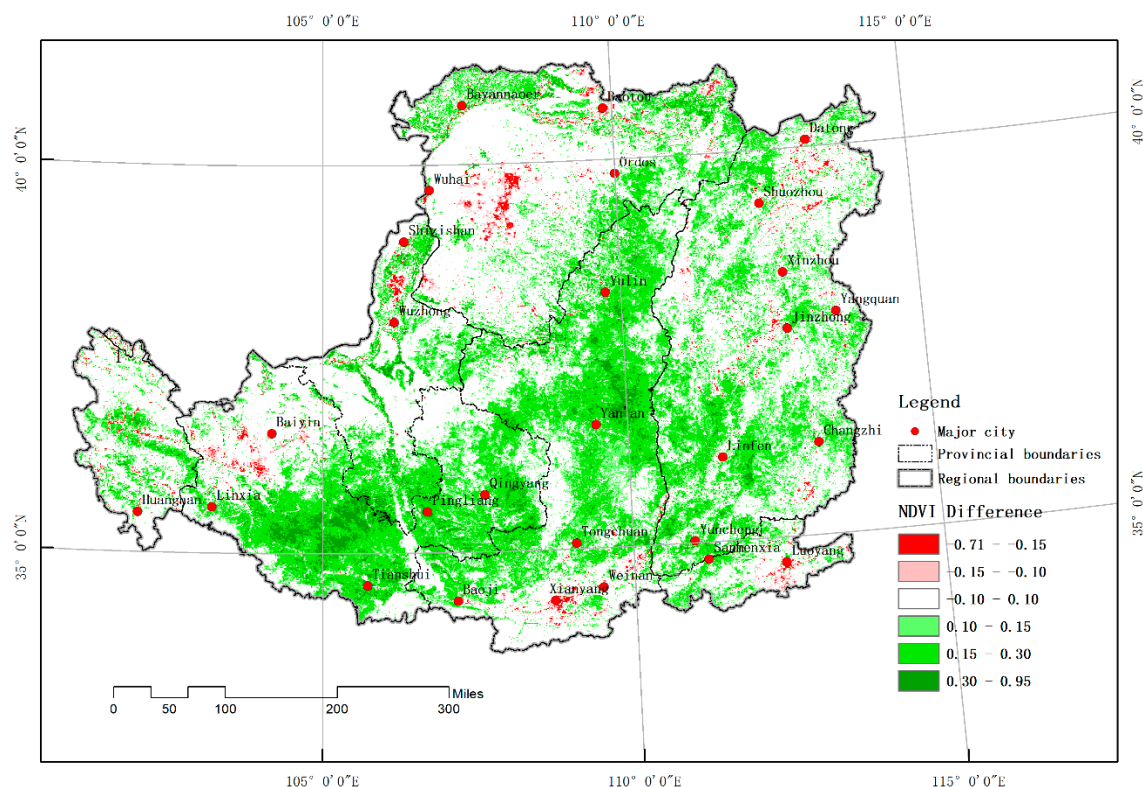 105° 0'0"E
110° 0'0"E
115° 0'0"E
40° 0'0"N
40° 0'0"N
Bayannaoer
Baotou
Datong
Ordos
Wuhai
Shuozhou
Shizishan
Xinzhou
Yulin
Yangquan
Wuzhong
Jinzhong
Baiyin
Yan'an
Changzhi
Linfen
Qingyang
Huangnan
Linxia
Pingliang
Tongchuan
Yuncheng
Sanmenxia
Luoyang
Tianshui
Baoji
Xianyang
Weinan
35° 0'0"N
35° 0'0"N
Legend
Major city
Provincial boundaries
Regional boundaries
NDVI Difference
-0.71 - -0.15
-0.15 - -0.10
-0.10 - 0.10
0.10 - 0.15
0.15 - 0.30
0.30 - 0.95
Miles
0 50 100 200 300
105° 0'0"E
110° 0'0"E
115° 0'0"E